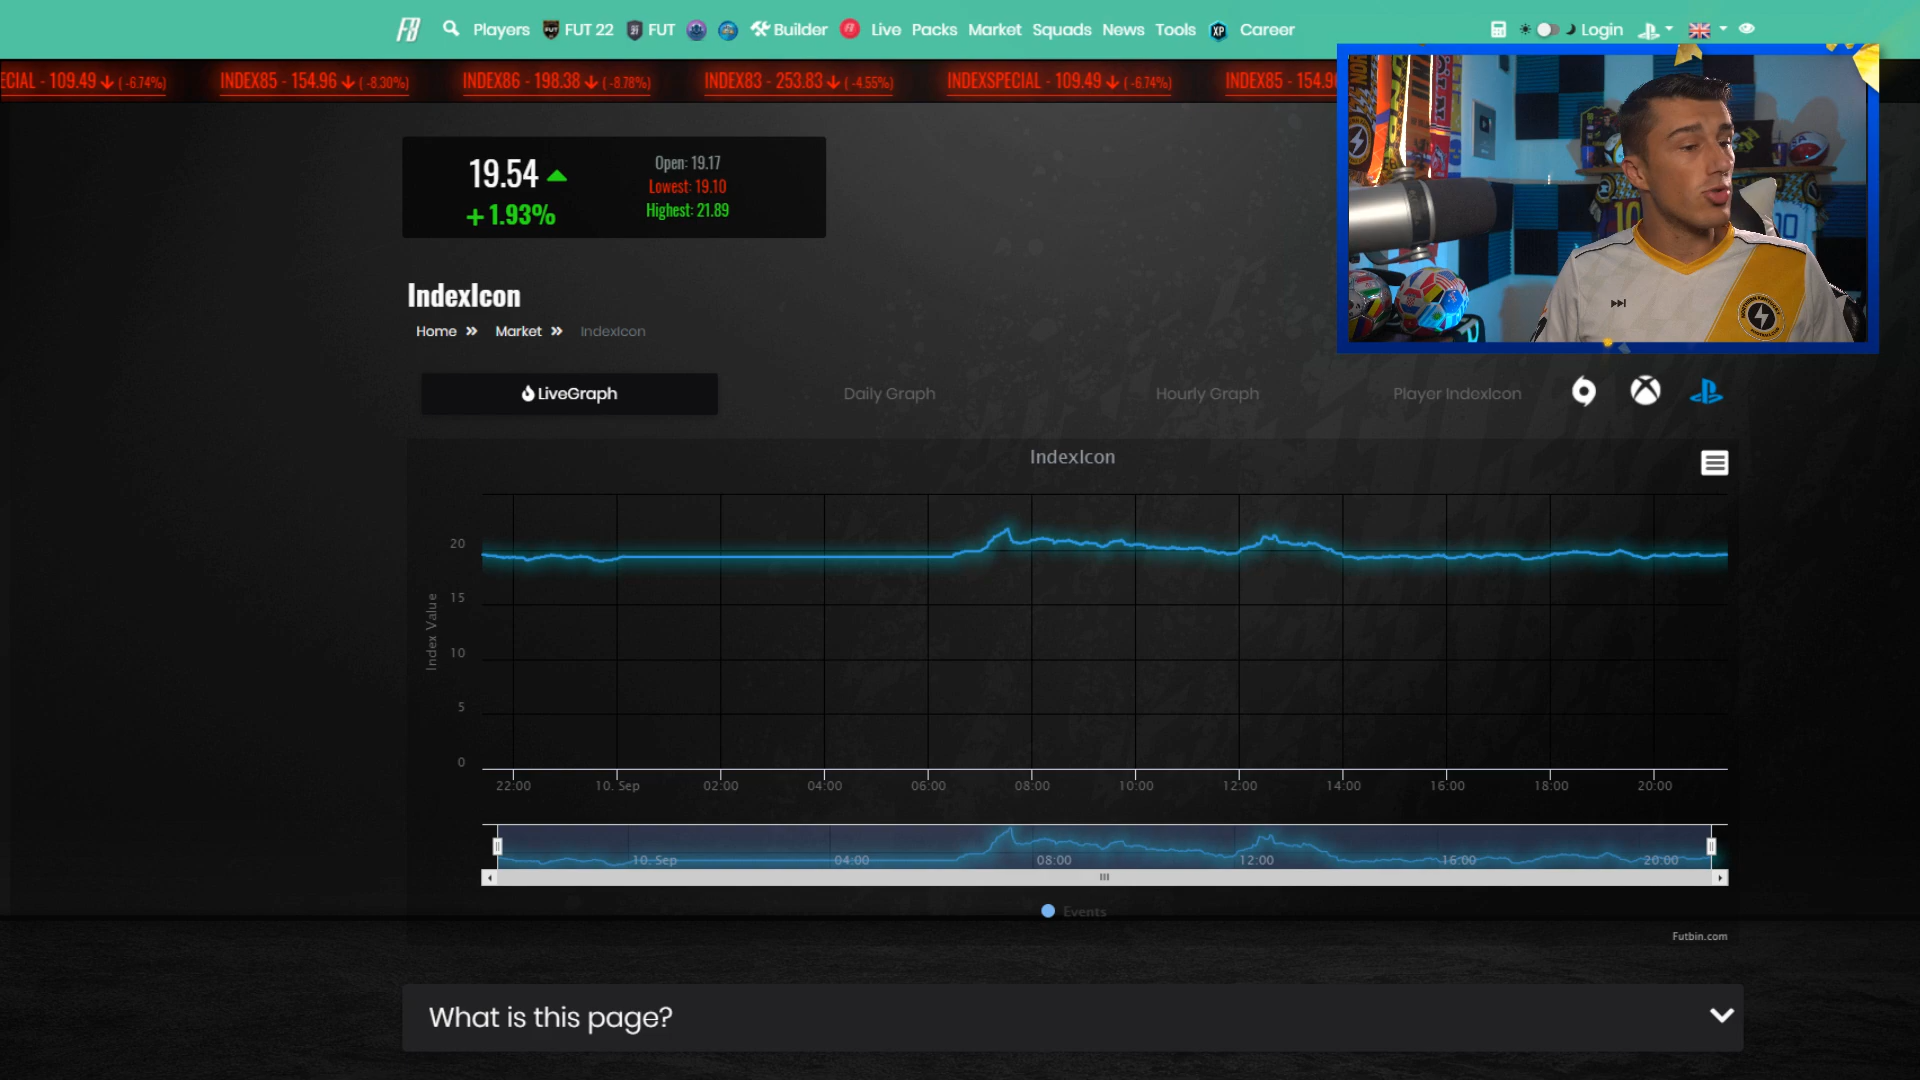 Players FUT 22 FUT Builder Live Packs Market Squads News Tools XP Career Login
ECIAL - 109.49 ( -6.74%) INDEX85 - 154.96 ( -8.30%) INDEX86 - 198.38 ( -8.78%) INDEX83 - 253.83 ( -4.55%) INDEXSPECIAL - 109.49 ( -6.74%) INDEX85 - 154.9
19.54
+1.93%
Open: 19.17
Lowest: 19.10
Highest: 21.89
IndexIcon
Home » Market » IndexIcon
LiveGraph Daily Graph Hourly Graph Player IndexIcon
IndexIcon
Index Value
20
15
10
5
0
22:00 10. Sep 02:00 04:00 06:00 08:00 10:00 12:00 14:00 16:00 18:00 20:00
10. Sep 04:00 08:00 12:00 16:00 20:00
Events
Futbin.com
What is this page?